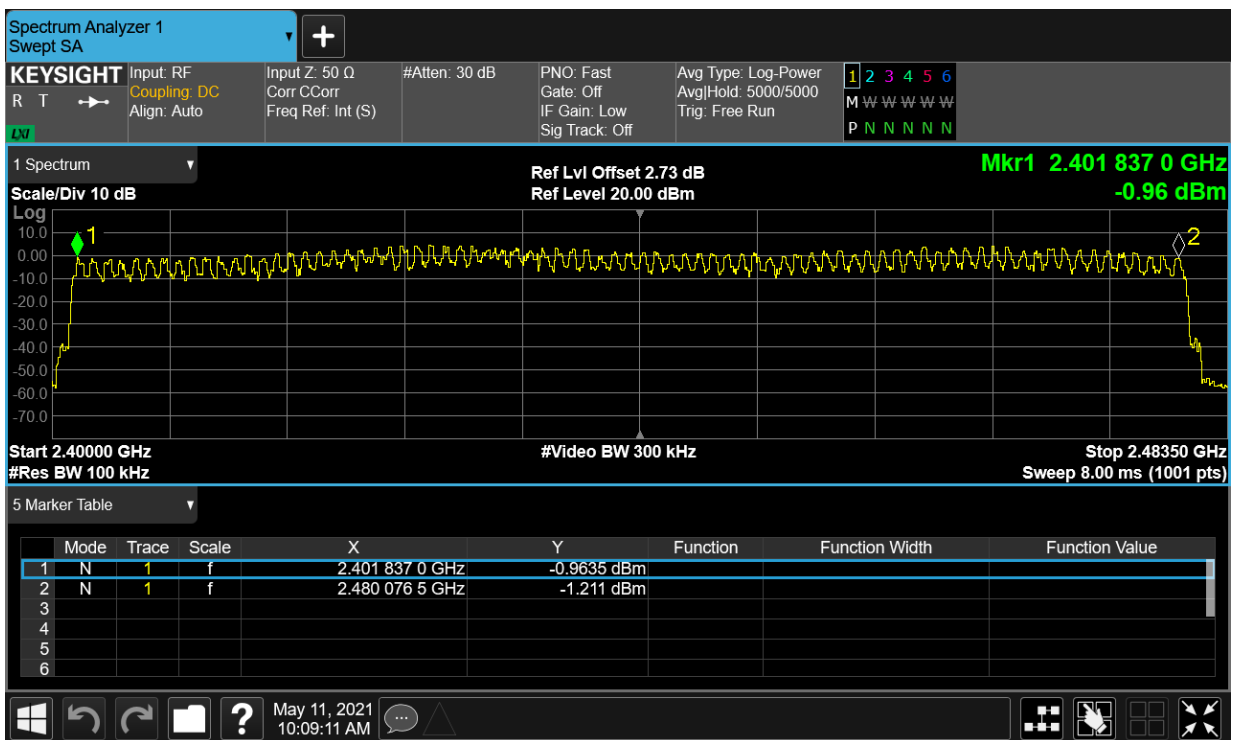 Spectrum Analyzer 1
Swept SA
KEYSIGHT
R T
LXI
Input: RF
Coupling: DC
Align: Auto
Input Z: 50 Ω
Corr CCorr
Freq Ref: Int (S)
#Atten: 30 dB
PNO: Fast
Gate: Off
IF Gain: Low
Sig Track: Off
Avg Type: Log-Power
Avg|Hold: 5000/5000
Trig: Free Run
1 2 3 4 5 6
M W W W W W
P N N N N N
1 Spectrum
Scale/Div 10 dB
Ref Lvl Offset 2.73 dB
Ref Level 20.00 dBm
Mkr1 2.401 837 0 GHz
-0.96 dBm
Log
10.0
0.00
-10.0
-20.0
-30.0
-40.0
-50.0
-60.0
-70.0
1
2
Start 2.40000 GHz
#Res BW 100 kHz
#Video BW 300 kHz
Stop 2.48350 GHz
Sweep 8.00 ms (1001 pts)
5 Marker Table
Mode Trace Scale X Y Function Function Width Function Value
1 N 1 f 2.401 837 0 GHz -0.9635 dBm
2 N 1 f 2.480 076 5 GHz -1.211 dBm
3
4
5
6
?
May 11, 2021
10:09:11 AM